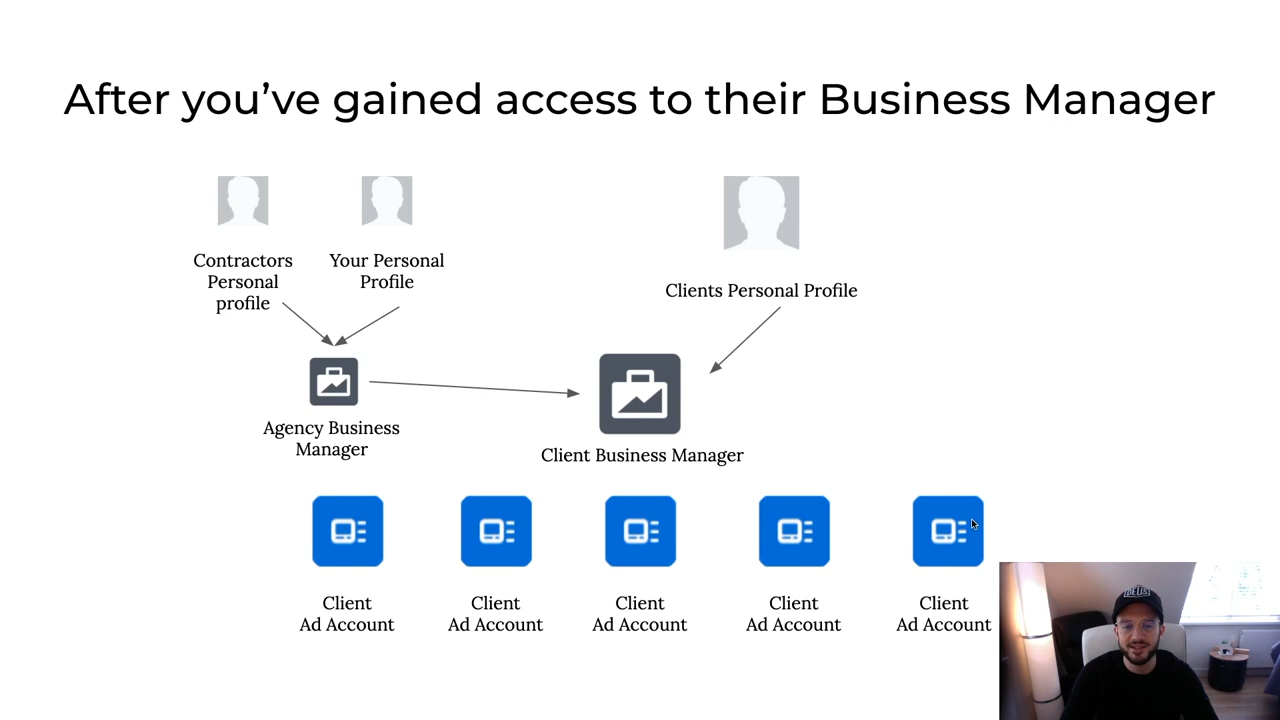 After you’ve gained access to their Business Manager
Contractors
Personal
profile
Your Personal
Profile
Clients Personal Profile
Agency Business
Manager
Client Business Manager
Client
Ad Account
Client
Ad Account
Client
Ad Account
Client
Ad Account
Client
Ad Account
DEUS